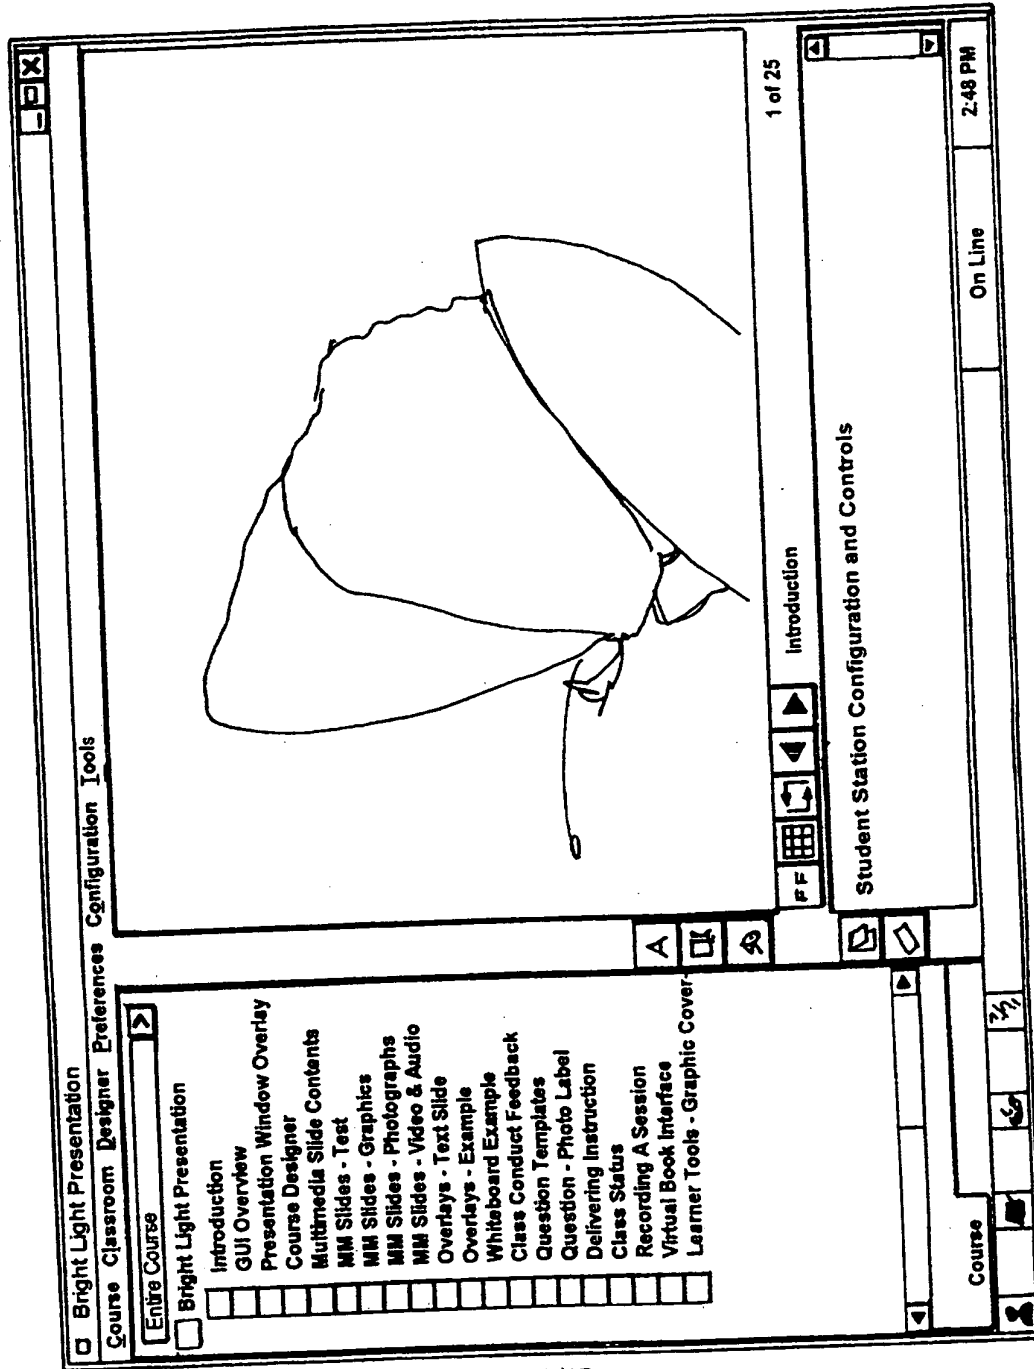 Bright Light Presentation
Course Classroom Designer Preferences Configuration Tools
Entire Course >
Bright Light Presentation
Introduction
GUI Overview
Presentation Window Overlay
Course Designer
Multimedia Slide Contents
MM Slides - Test
MM Slides - Graphics
MM Slides - Photographs
MM Slides - Video & Audio
Overlays - Text Slide
Overlays - Example
Whiteboard Example
Class Conduct Feedback
Question Templates
Question - Photo Label
Delivering Instruction
Class Status
Recording A Session
Virtual Book Interface
Learner Tools - Graphic Cover-
Course
A
FF
Introduction
1 of 25
Student Station Configuration and Controls
On Line
2:48 PM